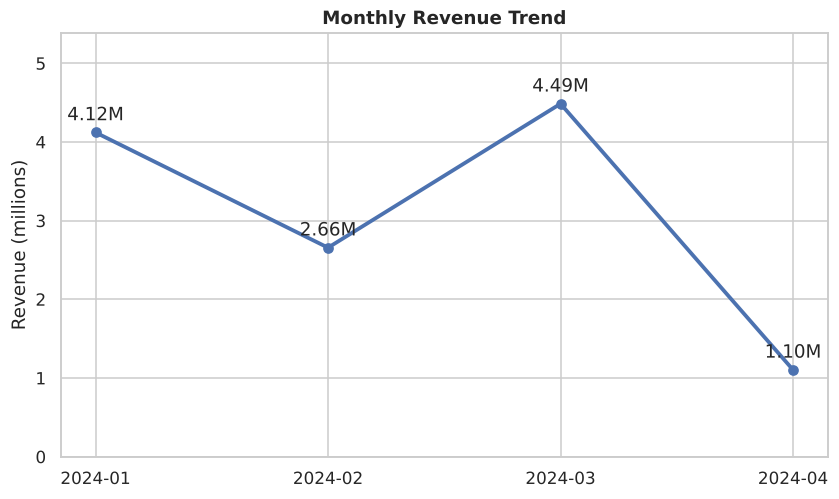 Monthly Revenue Trend
Revenue (millions)
5
4
3
2
1
0
4.12M
2.66M
4.49M
1.10M
2024-01 2024-02 2024-03 2024-04